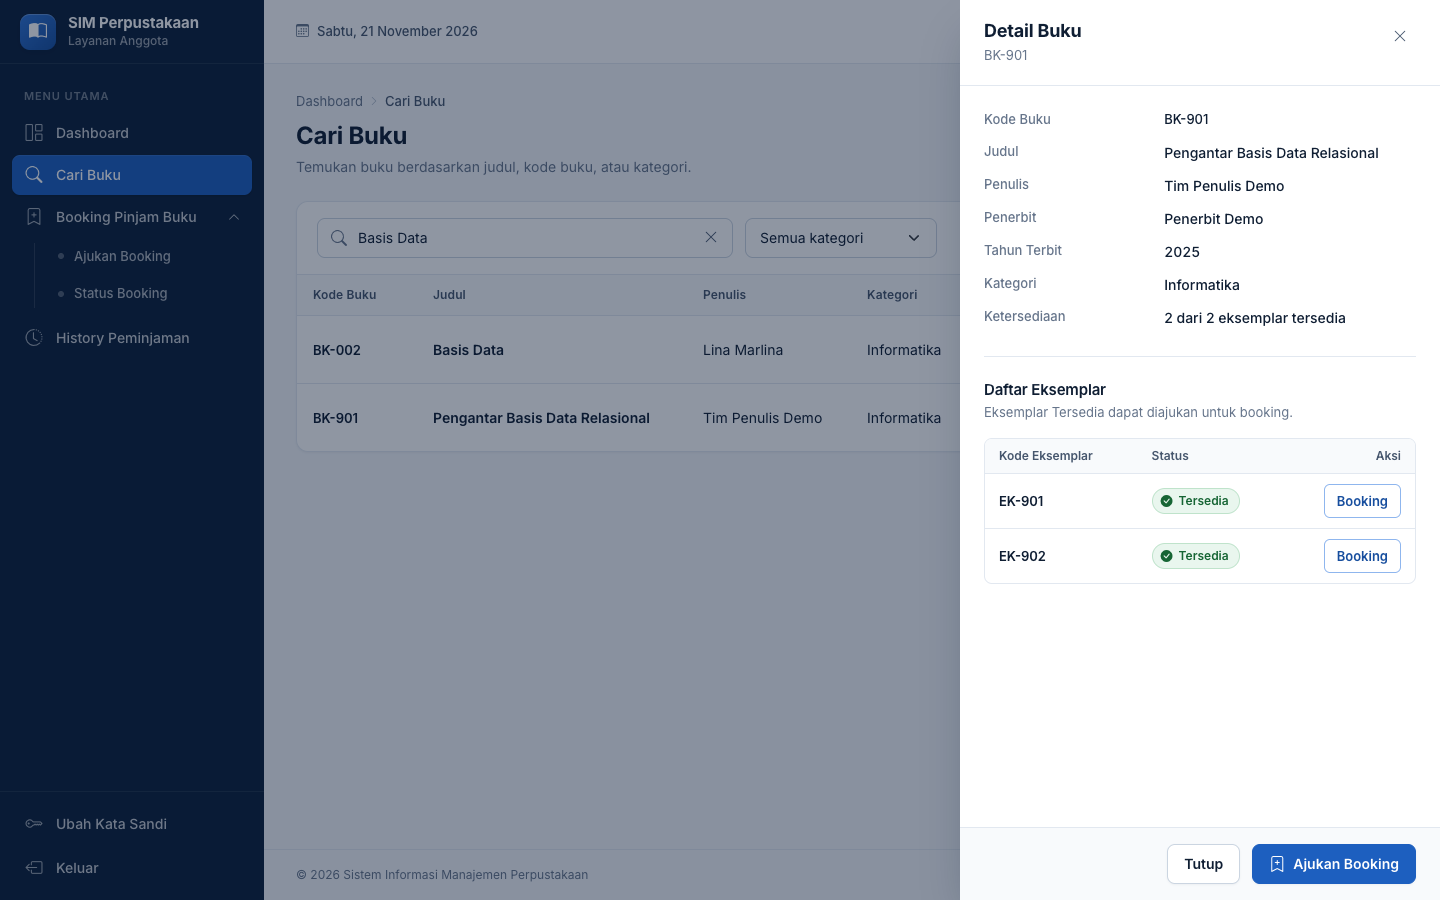 SIM Perpustakaan
Layanan Anggota
MENU UTAMA
Dashboard
Cari Buku
Booking Pinjam Buku
Ajukan Booking
Status Booking
History Peminjaman
Ubah Kata Sandi
Keluar
Sabtu, 21 November 2026
Dashboard Cari Buku
Cari Buku
Temukan buku berdasarkan judul, kode buku, atau kategori.
Basis Data
Semua kategori
Kode Buku Judul Penulis Kategori
BK-002 Basis Data Lina Marlina Informatika
BK-901 Pengantar Basis Data Relasional Tim Penulis Demo Informatika
© 2026 Sistem Informasi Manajemen Perpustakaan
Detail Buku
BK-901
Kode Buku BK-901
Judul Pengantar Basis Data Relasional
Penulis Tim Penulis Demo
Penerbit Penerbit Demo
Tahun Terbit 2025
Kategori Informatika
Ketersediaan 2 dari 2 eksemplar tersedia
Daftar Eksemplar
Eksemplar Tersedia dapat diajukan untuk booking.
Kode Eksemplar Status Aksi
EK-901 Tersedia Booking
EK-902 Tersedia Booking
Tutup Ajukan Booking